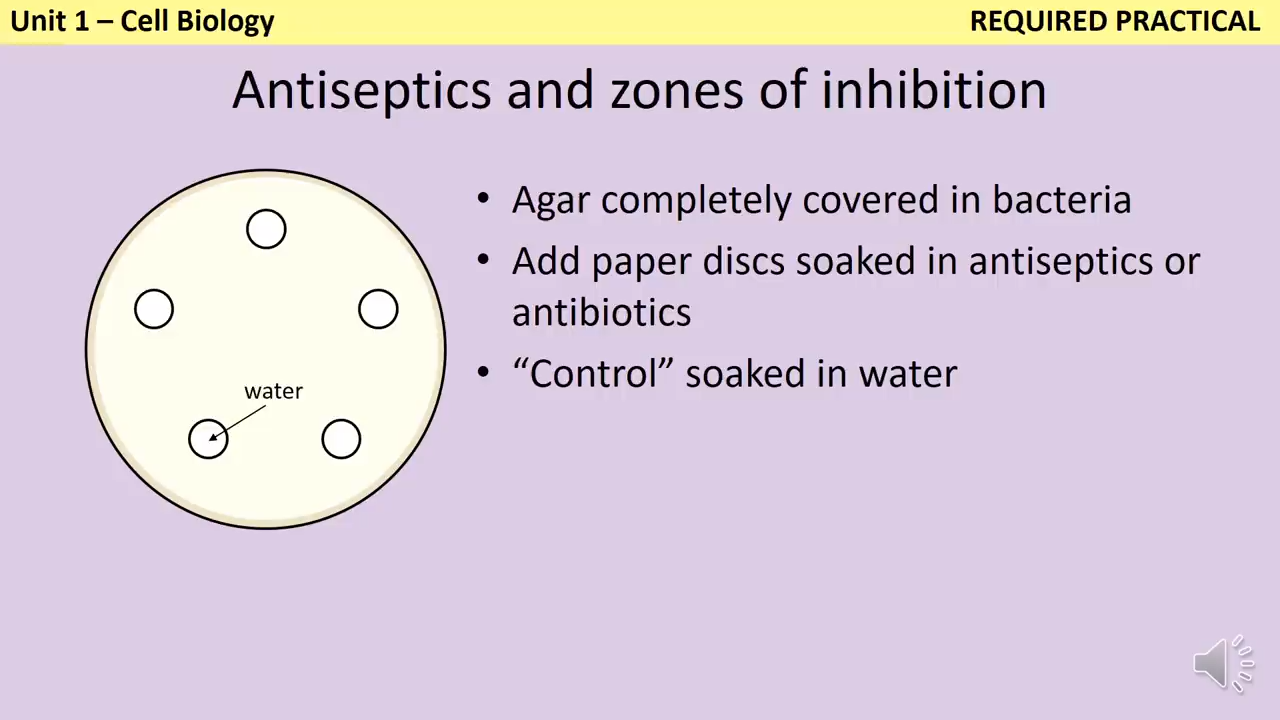 Unit 1 – Cell Biology
REQUIRED PRACTICAL
Antiseptics and zones of inhibition
• Agar completely covered in bacteria
• Add paper discs soaked in antiseptics or
antibiotics
• “Control” soaked in water
water